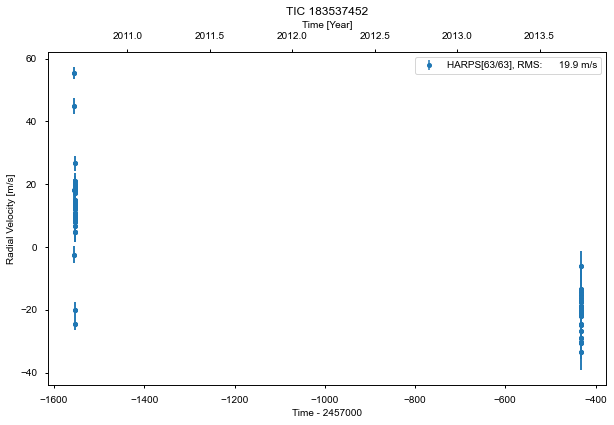 TIC 183537452
Time [Year]
2011.0 2011.5 2012.0 2012.5 2013.0 2013.5
HARPS[63/63], RMS: 19.9 m/s
Radial Velocity [m/s]
60
40
20
0
−20
−40
−1600 −1400 −1200 −1000 −800 −600 −400
Time - 2457000